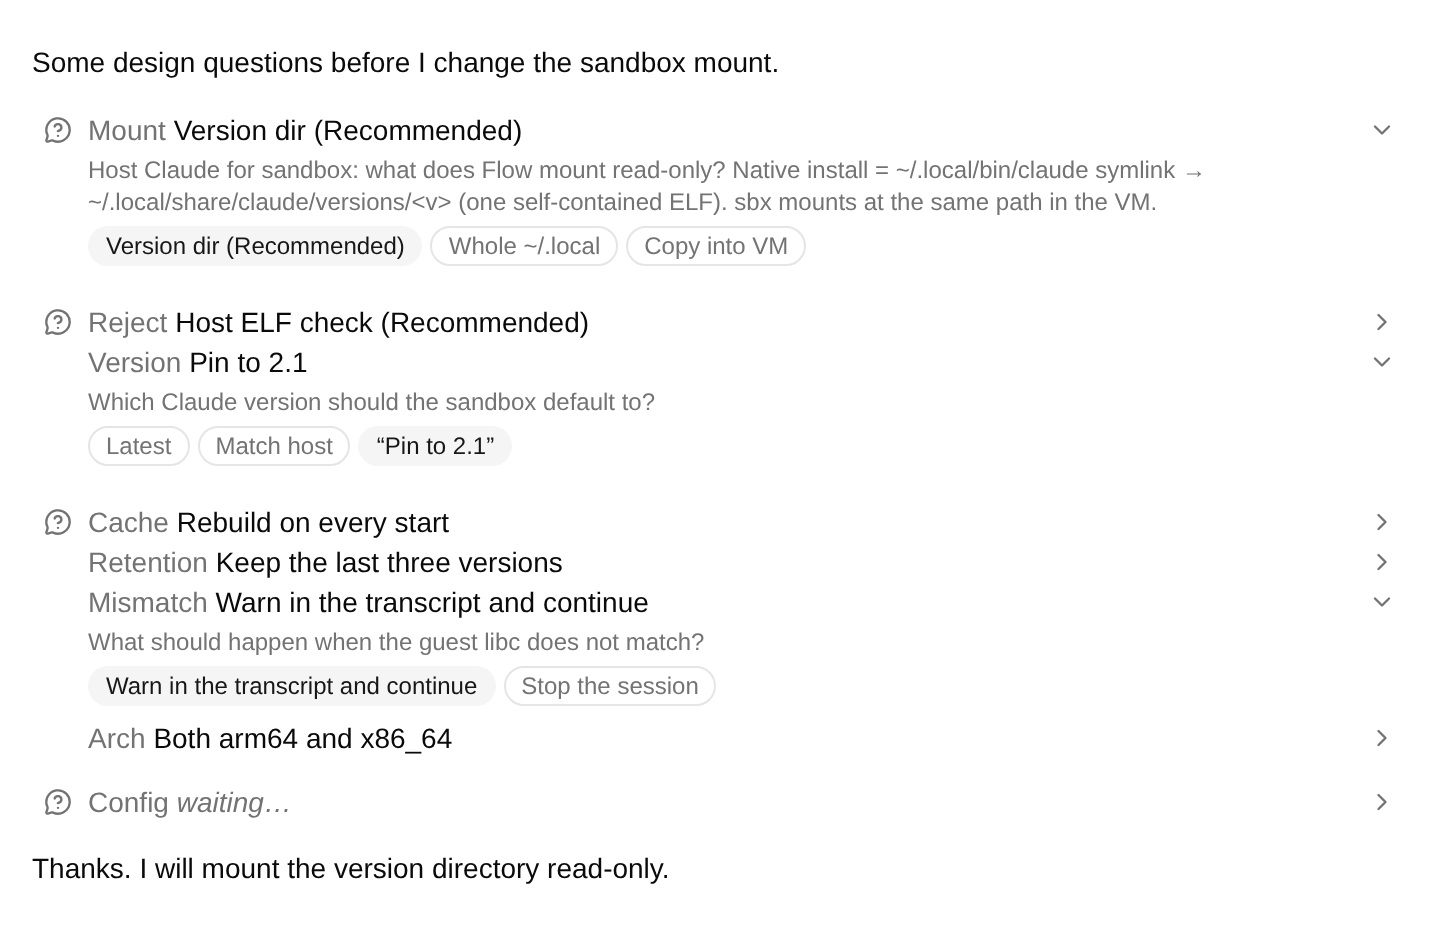 Some design questions before I change the sandbox mount.
Mount Version dir (Recommended)
Host Claude for sandbox: what does Flow mount read-only? Native install = ~/.local/bin/claude symlink →
~/.local/share/claude/versions/<v> (one self-contained ELF). sbx mounts at the same path in the VM.
Version dir (Recommended) Whole ~/.local Copy into VM
Reject Host ELF check (Recommended)
Version Pin to 2.1
Which Claude version should the sandbox default to?
Latest Match host “Pin to 2.1”
Cache Rebuild on every start
Retention Keep the last three versions
Mismatch Warn in the transcript and continue
What should happen when the guest libc does not match?
Warn in the transcript and continue Stop the session
Arch Both arm64 and x86_64
Config waiting…
Thanks. I will mount the version directory read-only.